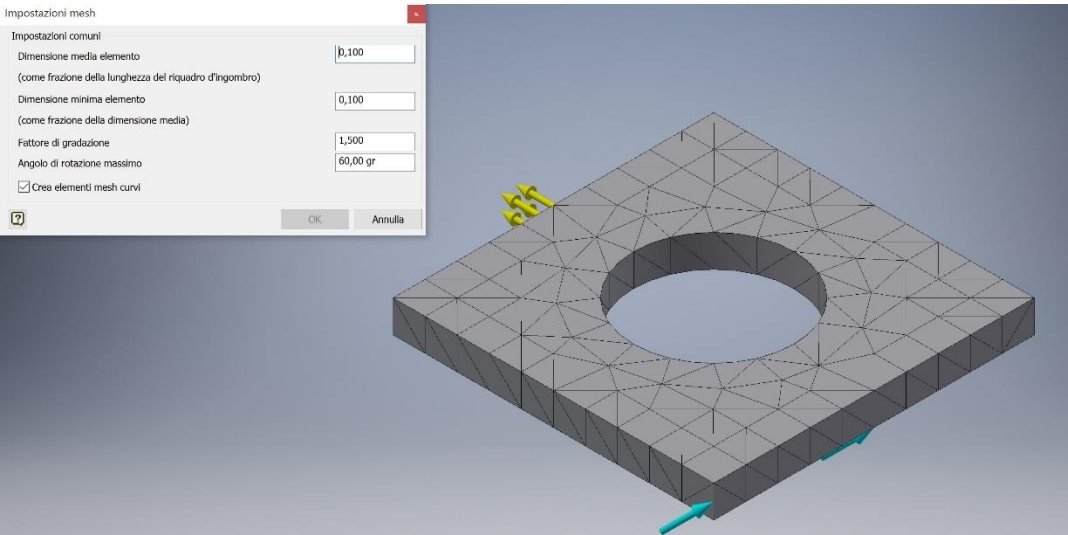 Impostazioni mesh
Impostazioni comuni
Dimensione media elemento 0,100
(come frazione della lunghezza del riquadro d'ingombro)
Dimensione minima elemento 0,100
(come frazione della dimensione media)
Fattore di gradazione 1,500
Angolo di rotazione massimo 60,00 gr
Crea elementi mesh curvi
OK Annulla